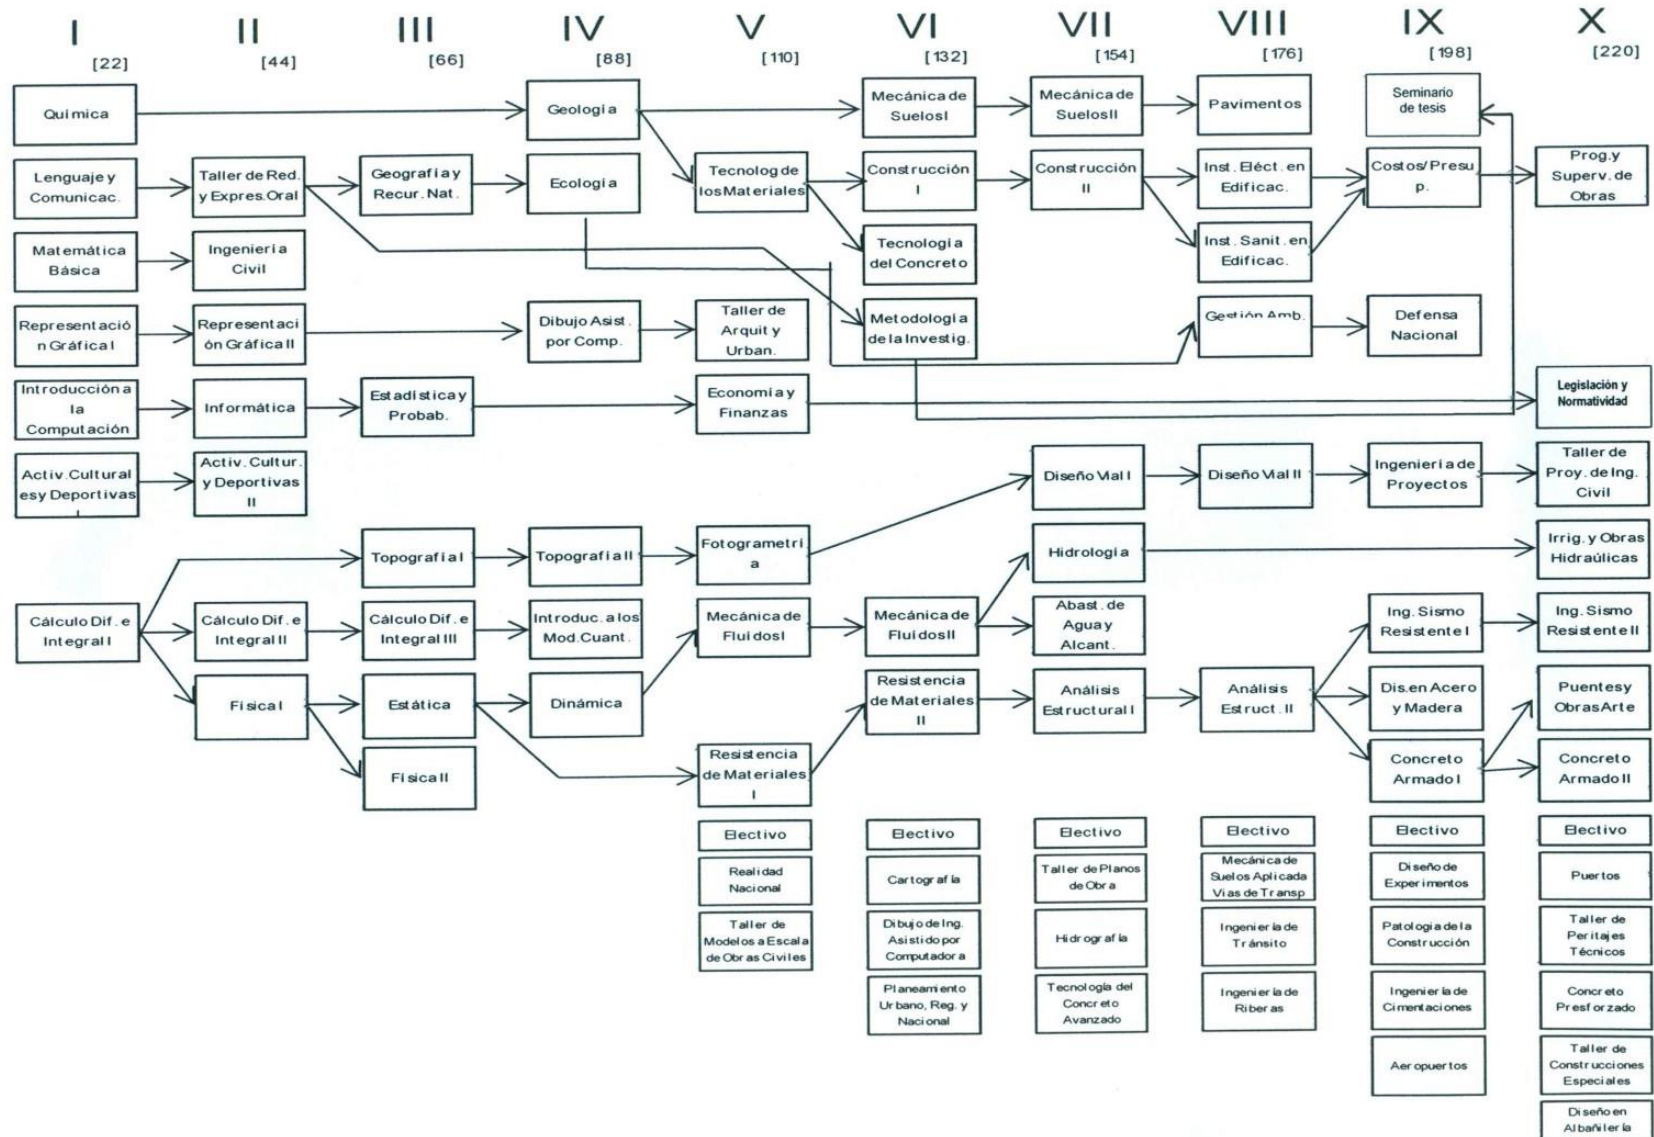 I II III IV V VI VII VIII IX X
[22] [44] [66] [88] [110] [132] [154] [176] [198] [220]
Química
Geología
Mecánica de
Suelos I
Mecánica de
Suelos II
Pavimentos
Seminario
de tesis
Lenguaje y
Comunicac.
Taller de Red.
y Expres. Oral
Geografía y
Recur. Nat.
Ecología
Tecnolog de
los Materiales
Construcción
I
Construcción
II
Inst. Eléct. en
Edificac.
Costos/Presu
p.
Prog. y
Superv. de
Obras
Matemática
Básica
Ingeniería
Civil
Tecnología
del Concreto
Inst. Sanit. en
Edificac.
Representació
n Gráfica I
Representaci
ón Gráfica II
Dibujo Asist.
por Comp.
Taller de
Arquit y
Urban.
Metodología
de la Investig.
Gestión Amb.
Defensa
Nacional
Introducción a
la
Computación
Informática
Estadística y
Probab.
Economía y
Finanzas
Legislación y
Normatividad
Activ. Cultural
es y Deportivas
I
Activ. Cultur.
y Deportivas
II
Diseño Vial I
Diseño Vial II
Ingeniería de
Proyectos
Taller de
Proy. de Ing.
Civil
Topografía I
Topografía II
Fotogrametrí
a
Hidrología
Irrig. y Obras
Hidraúlicas
Cálculo Dif. e
Integral I
Cálculo Dif. e
Integral II
Cálculo Dif. e
Integral III
Introduc. a los
Mod. Cuant.
Mecánica de
Fluidos I
Mecánica de
Fluidos II
Abast. de
Agua y
Alcant.
Ing. Sismo
Resistente I
Ing. Sismo
Resistente II
Física I
Estática
Dinámica
Resistencia
de Materiales
II
Análisis
Estructural I
Análisis
Estruct. II
Dis. en Acero
y Madera
Puentes y
Obras Arte
Física II
Resistencia
de Materiales
I
Concreto
Armado I
Concreto
Armado II
Electivo
Electivo
Electivo
Electivo
Electivo
Electivo
Realidad
Nacional
Cartografía
Taller de Planos
de Obra
Mecánica de
Suelos Aplicada
Vias de Transp
Diseño de
Experimentos
Puertos
Taller de
Modelos a Escala
de Obras Civiles
Dibujo de Ing.
Asistido por
Computadora
Hidrografía
Ingeniería de
Tránsito
Patologia de la
Construcción
Taller de
Peritajes
Técnicos
Planeamiento
Urbano, Reg. y
Nacional
Tecnología del
Concreto
Avanzado
Ingeniería de
Riberas
Ingeniería de
Cimentaciones
Concreto
Presforzado
Aeropuertos
Taller de
Construcciones
Especiales
Diseño en
Albañilería